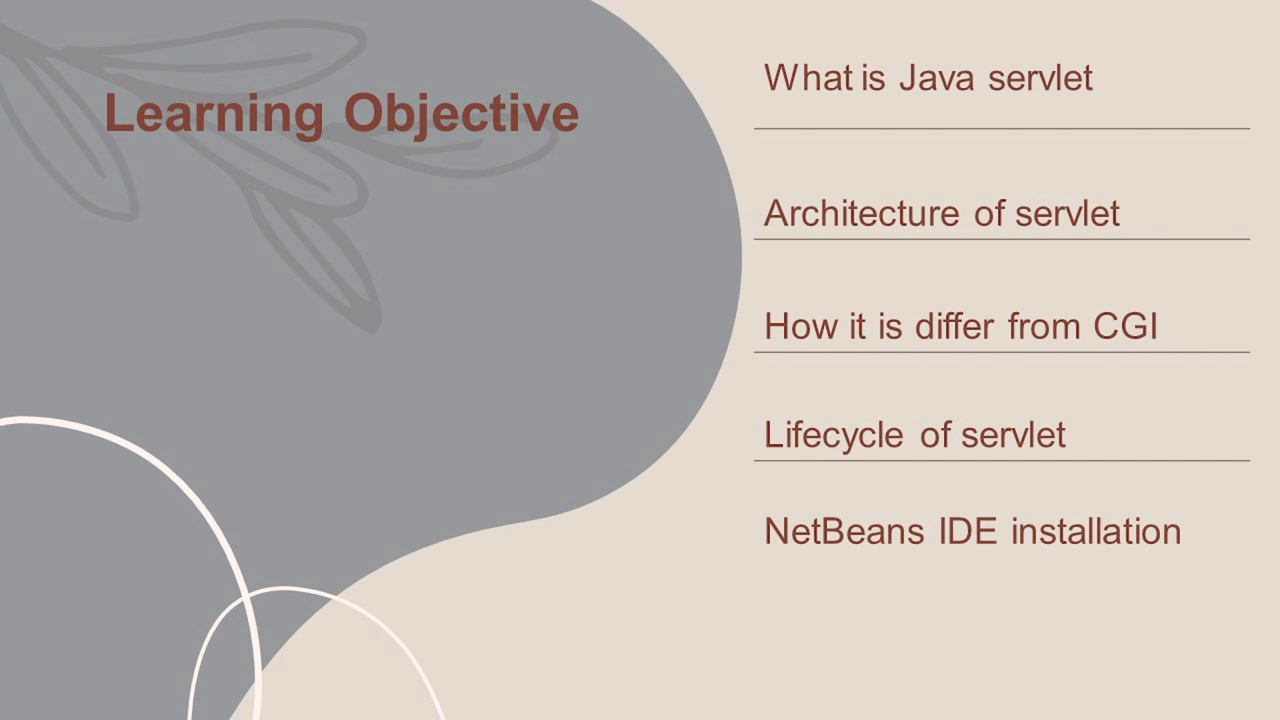 Learning Objective
What is Java servlet
Architecture of servlet
How it is differ from CGI
Lifecycle of servlet
NetBeans IDE installation